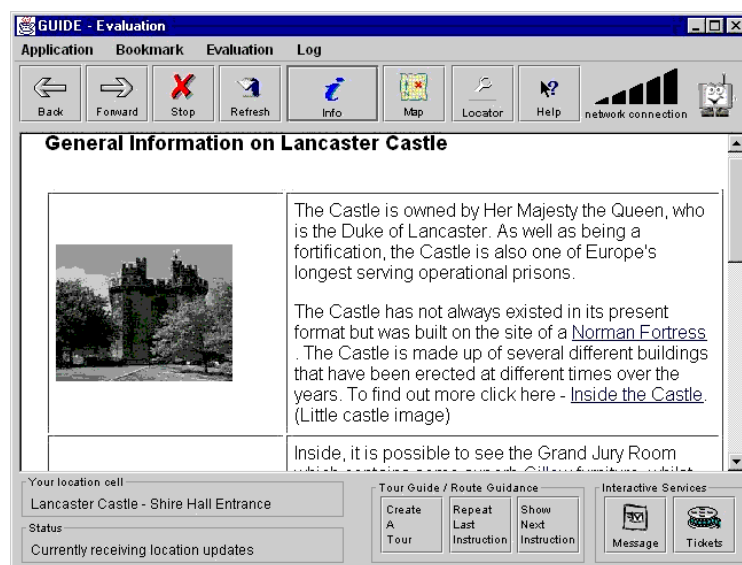 GUIDE - Evaluation
Application Bookmark Evaluation Log
Back Forward Stop Refresh Info Map Locator Help network connection
General Information on Lancaster Castle
The Castle is owned by Her Majesty the Queen, who
is the Duke of Lancaster. As well as being a
fortification, the Castle is also one of Europe's
longest serving operational prisons.
The Castle has not always existed in its present
format but was built on the site of a Norman Fortress
. The Castle is made up of several different buildings
that have been erected at different times over the
years. To find out more click here - Inside the Castle.
(Little castle image)
Inside, it is possible to see the Grand Jury Room
Your location cell
Lancaster Castle - Shire Hall Entrance
Status
Currently receiving location updates
Tour Guide / Route Guidance
Create
A
Tour
Repeat
Last
Instruction
Show
Next
Instruction
Interactive Services
Message
Tickets